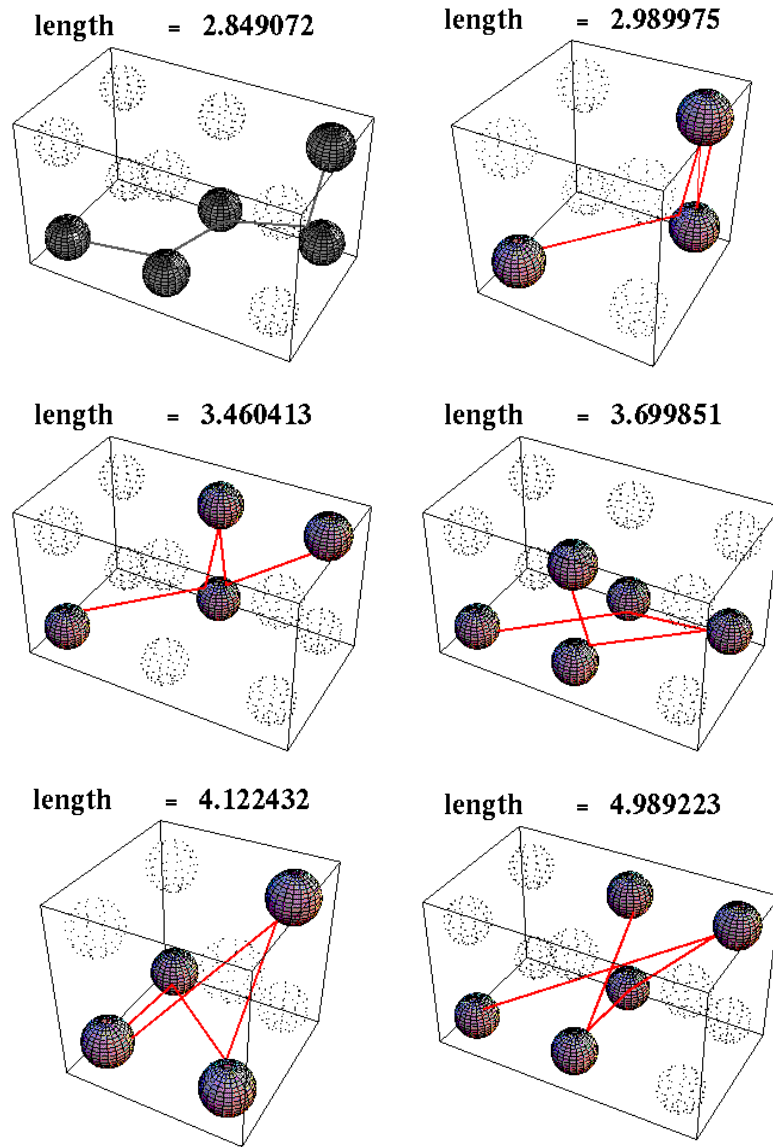 length = 2.849072
length = 2.989975
length = 3.460413
length = 3.699851
length = 4.122432
length = 4.989223